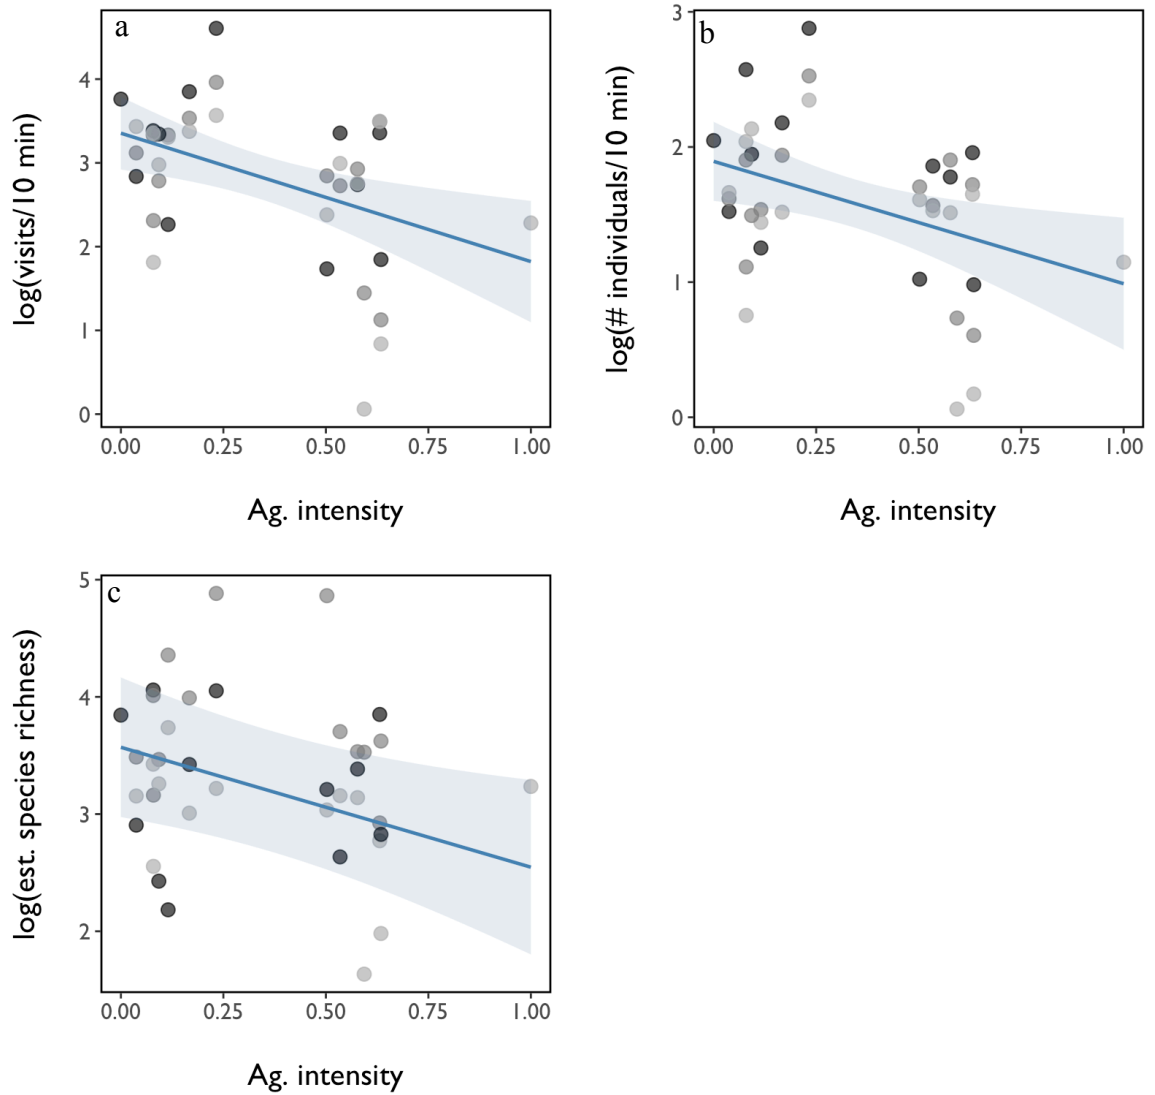 a
log(visits/10 min)
4
3
2
1
0
0.00 0.25 0.50 0.75 1.00
Ag. intensity
b
log(# individuals/10 min)
3
2
1
0
0.00 0.25 0.50 0.75 1.00
Ag. intensity
c
log(est. species richness)
5
4
3
2
0.00 0.25 0.50 0.75 1.00
Ag. intensity